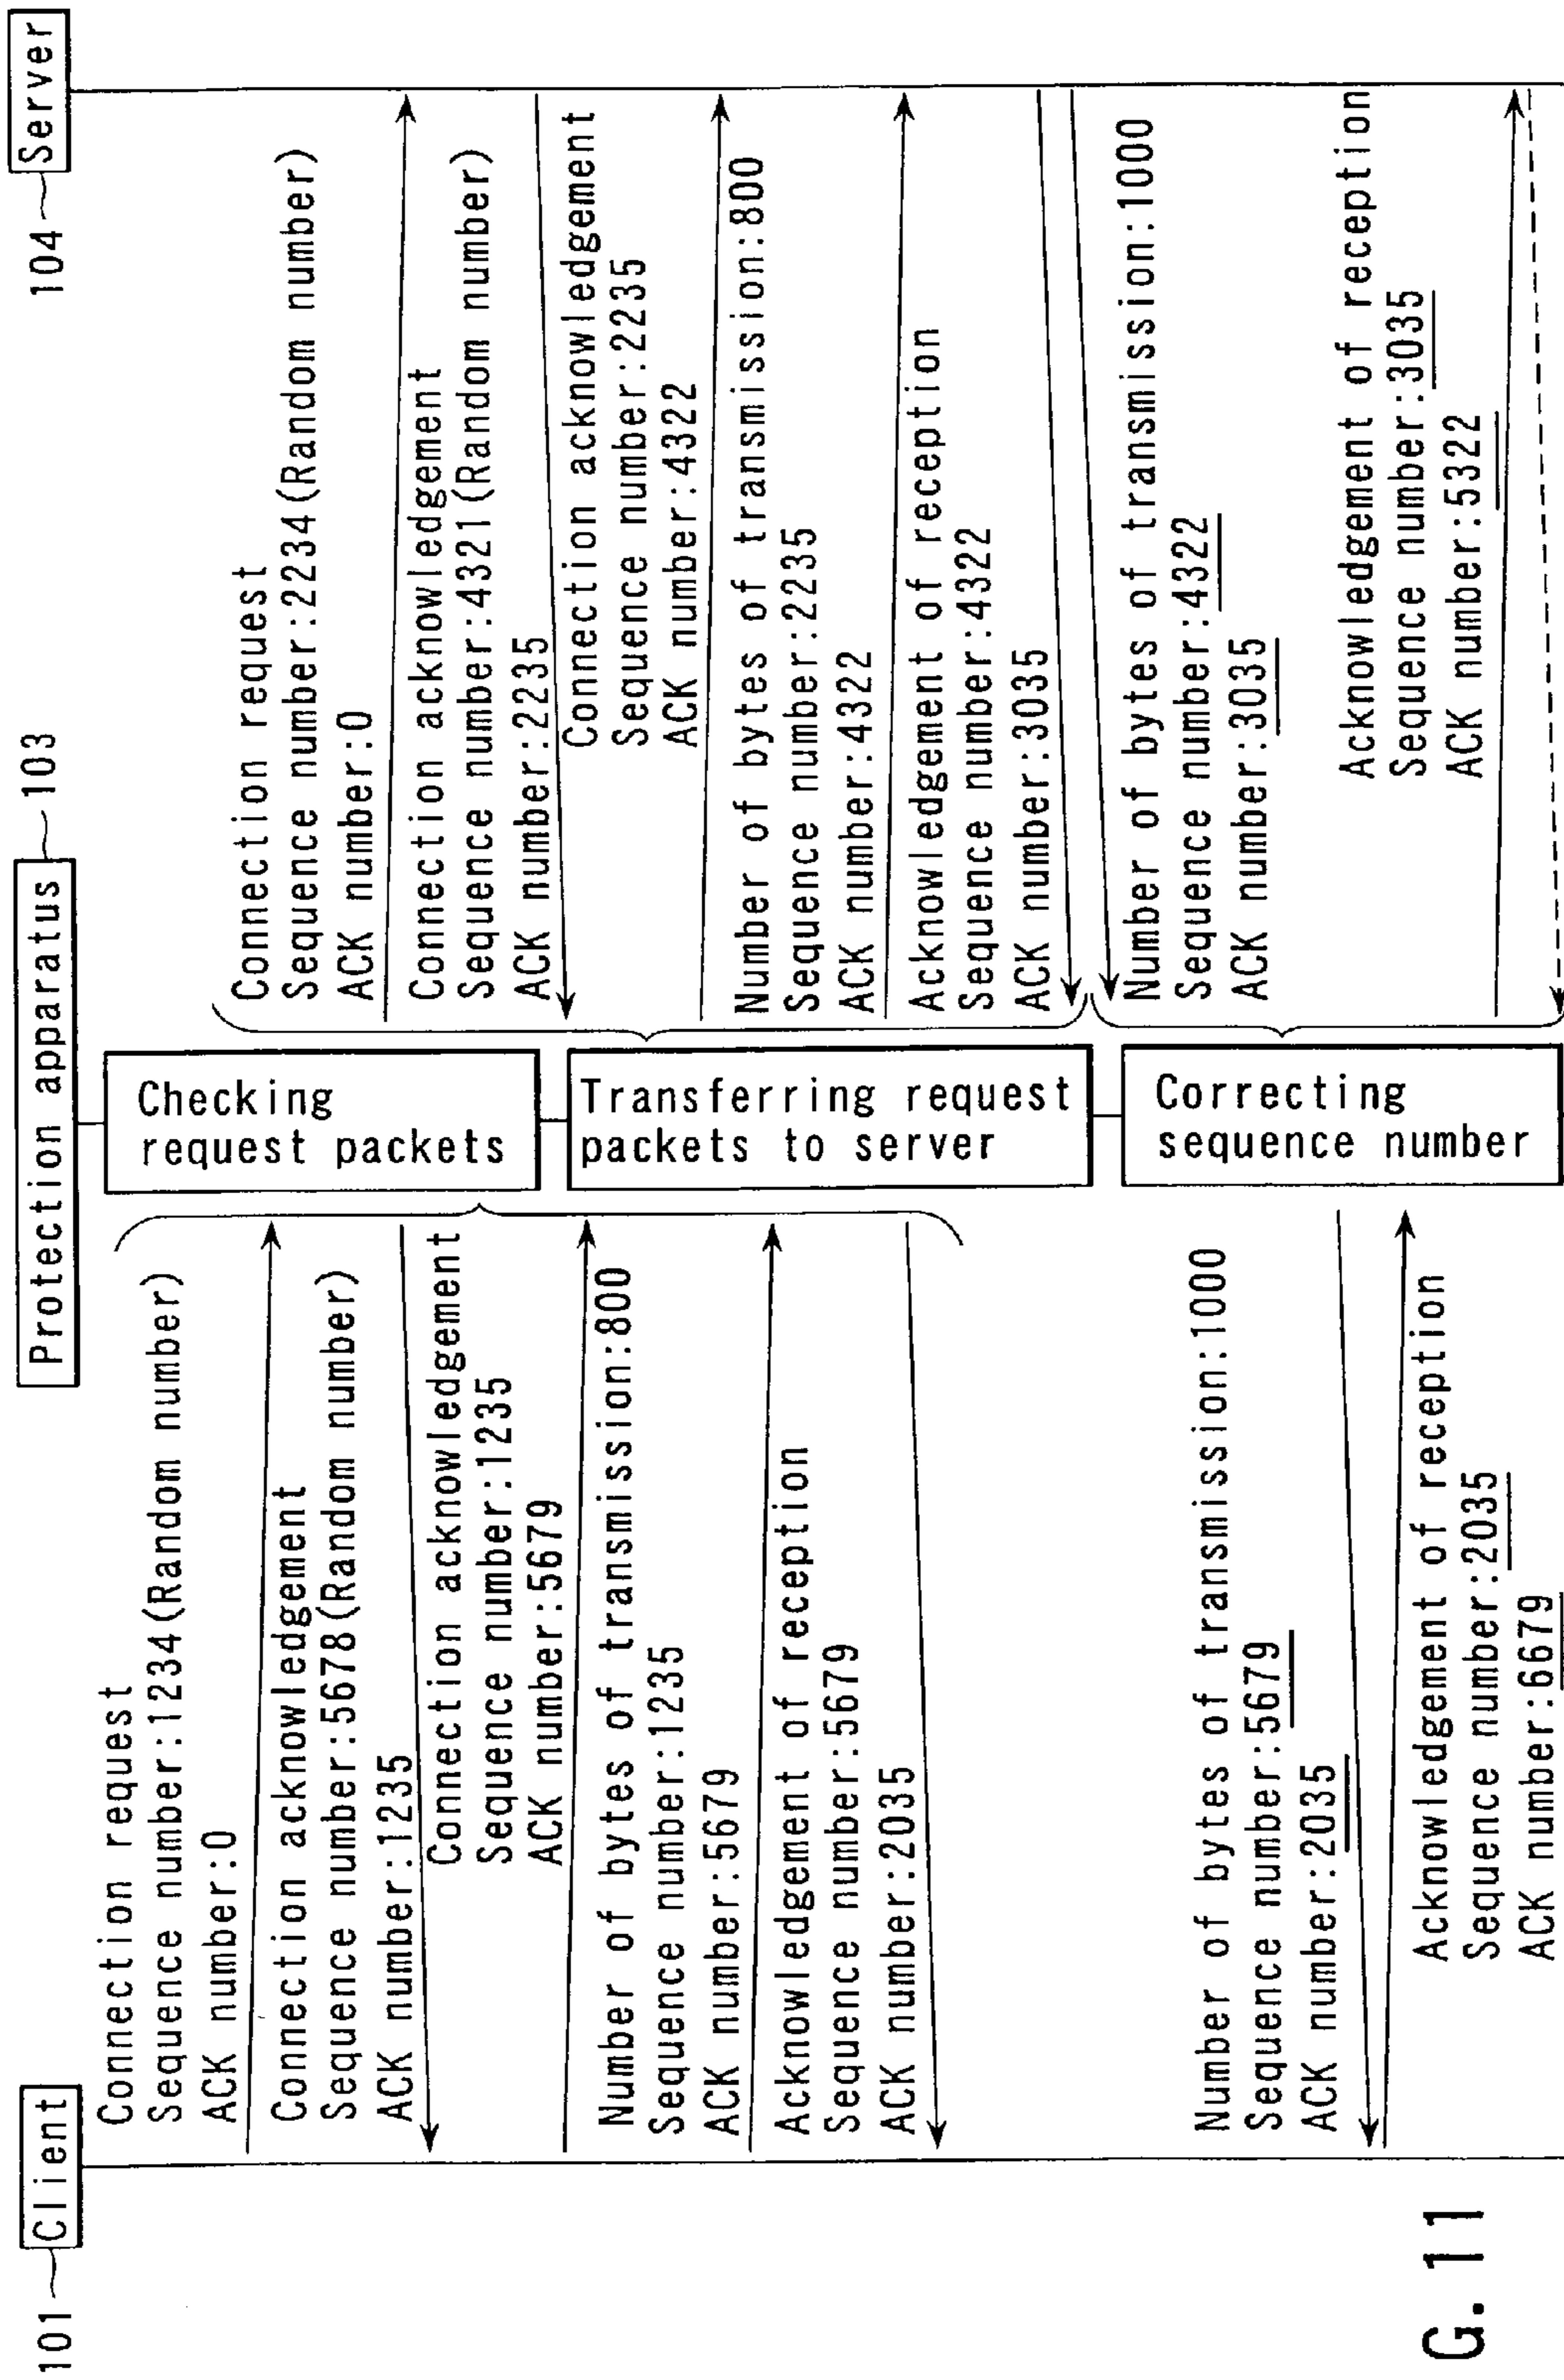 101
Client
Protection apparatus
103
104
Server
Connection request
Sequence number:1234(Random number)
ACK number:0
Connection acknowledgement
Sequence number:5678(Random number)
ACK number:1235
Connection acknowledgement
Sequence number:1235
ACK number:5679
Number of bytes of transmission:800
Sequence number:1235
ACK number:5679
Acknowledgement of reception
Sequence number:5679
ACK number:2035
Number of bytes of transmission:1000
Sequence number:5679
ACK number:2035
Acknowledgement of reception
Sequence number:2035
ACK number:6679
Checking
request packets
Transferring request
packets to server
Correcting
sequence number
Connection request
Sequence number:2234(Random number)
ACK number:0
Connection acknowledgement
Sequence number:4321(Random number)
ACK number:2235
Connection acknowledgement
Sequence number:2235
ACK number:4322
Number of bytes of transmission:800
Sequence number:2235
ACK number:4322
Acknowledgement of reception
Sequence number:4322
ACK number:3035
Number of bytes of transmission:1000
Sequence number:4322
ACK number:3035
Acknowledgement of reception
Sequence number:3035
ACK number:5322
G. 11